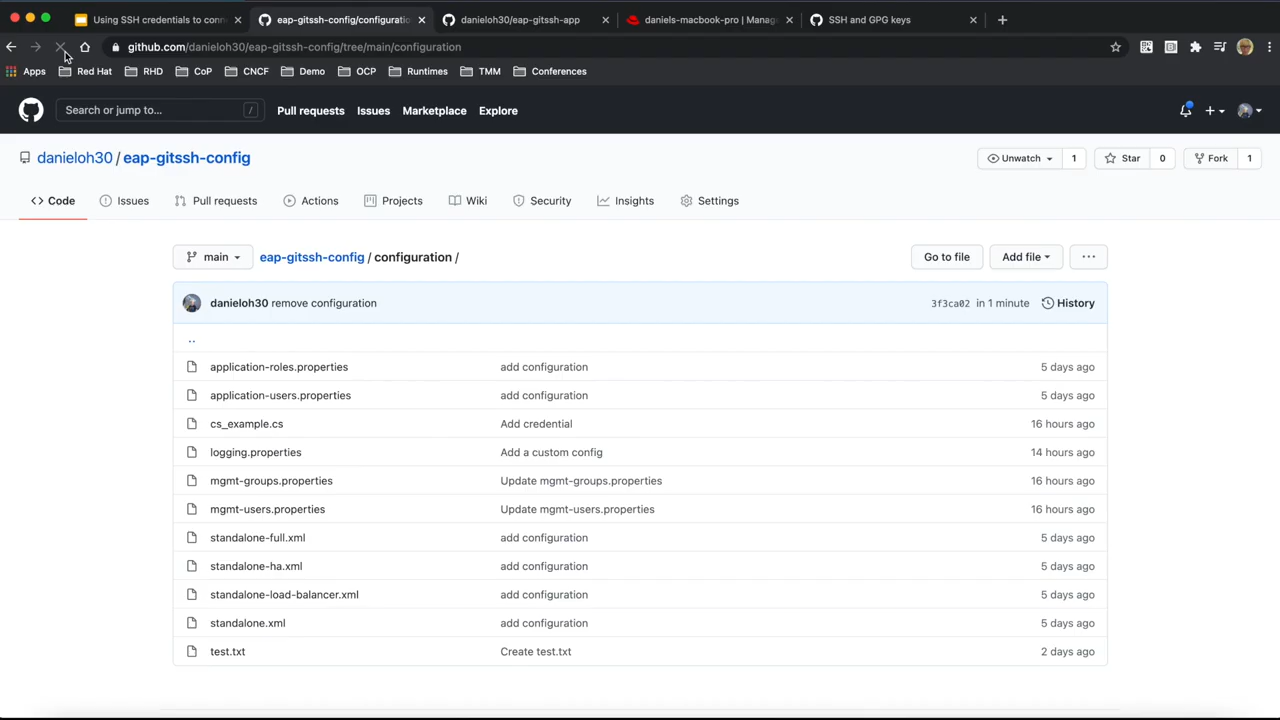 Using SSH credentials to conn
eap-gitssh-config/configuratio
danieloh30/eap-gitssh-app
daniels-macbook-pro | Manag
SSH and GPG keys
github.com/danieloh30/eap-gitssh-config/tree/main/configuration
Apps Red Hat RHD CoP CNCF Demo OCP Runtimes TMM Conferences
Search or jump to... / Pull requests Issues Marketplace Explore
danieloh30 / eap-gitssh-config Unwatch 1 Star 0 Fork 1
Code Issues Pull requests Actions Projects Wiki Security Insights Settings
main eap-gitssh-config / configuration / Go to file Add file ...
danieloh30 remove configuration 3f3ca02 in 1 minute History
..
application-roles.properties add configuration 5 days ago
application-users.properties add configuration 5 days ago
cs_example.cs Add credential 16 hours ago
logging.properties Add a custom config 14 hours ago
mgmt-groups.properties Update mgmt-groups.properties 16 hours ago
mgmt-users.properties Update mgmt-users.properties 16 hours ago
standalone-full.xml add configuration 5 days ago
standalone-ha.xml add configuration 5 days ago
standalone-load-balancer.xml add configuration 5 days ago
standalone.xml add configuration 5 days ago
test.txt Create test.txt 2 days ago